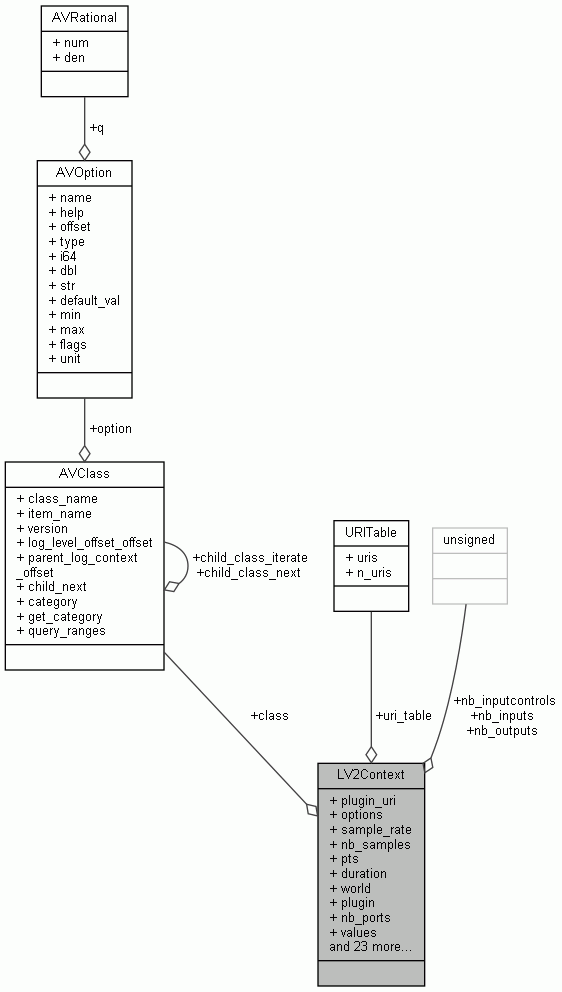 AVRational
+ num
+ den
+q
AVOption
+ name
+ help
+ offset
+ type
+ i64
+ dbl
+ str
+ default_val
+ min
+ max
+ flags
+ unit
+option
AVClass
+ class_name
+ item_name
+ version
+ log_level_offset_offset
+ parent_log_context
_offset
+ child_next
+ category
+ get_category
+ query_ranges
+child_class_iterate
+child_class_next
URITable
+ uris
+ n_uris
unsigned
+class
+uri_table
+nb_inputcontrols
+nb_inputs
+nb_outputs
LV2Context
+ plugin_uri
+ options
+ sample_rate
+ nb_samples
+ pts
+ duration
+ world
+ plugin
+ nb_ports
+ values
and 23 more...